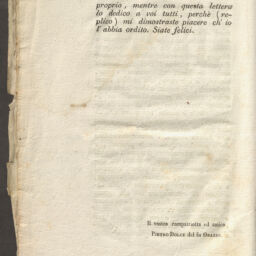 proprio, mentre con questa lettera
lo dedico a voi tutti, perchè (re-
plico) mi dimostraste piacere ch' io
l'abbia ordito. Siate felici.
Il vostro compatriotta ed amico
PIETRO DOLCE del fu ORAZIO.